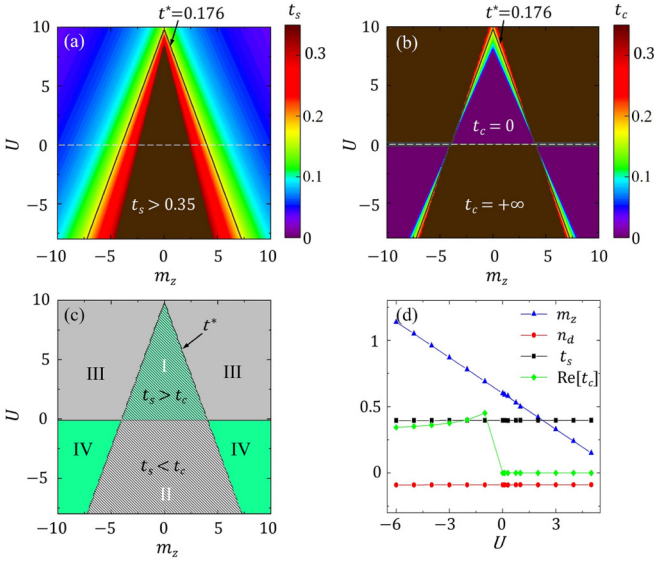 (a)
t*=0.176
t_s
10
5
0
−5
U
t_s > 0.35
−10 −5 0 5 10
m_z
0.3
0.2
0.1
0
(b)
t*=0.176
t_c
10
5
0
−5
U
t_c = 0
t_c = +∞
−10 −5 0 5 10
m_z
0.3
0.2
0.1
0
(c)
t*
10
5
0
−5
U
III
I
III
t_s > t_c
IV
IV
t_s < t_c
II
−10 −5 0 5 10
m_z
(d)
m_z
n_d
t_s
Re[t_c]
1
0.5
0
−6 −3 0 3
U